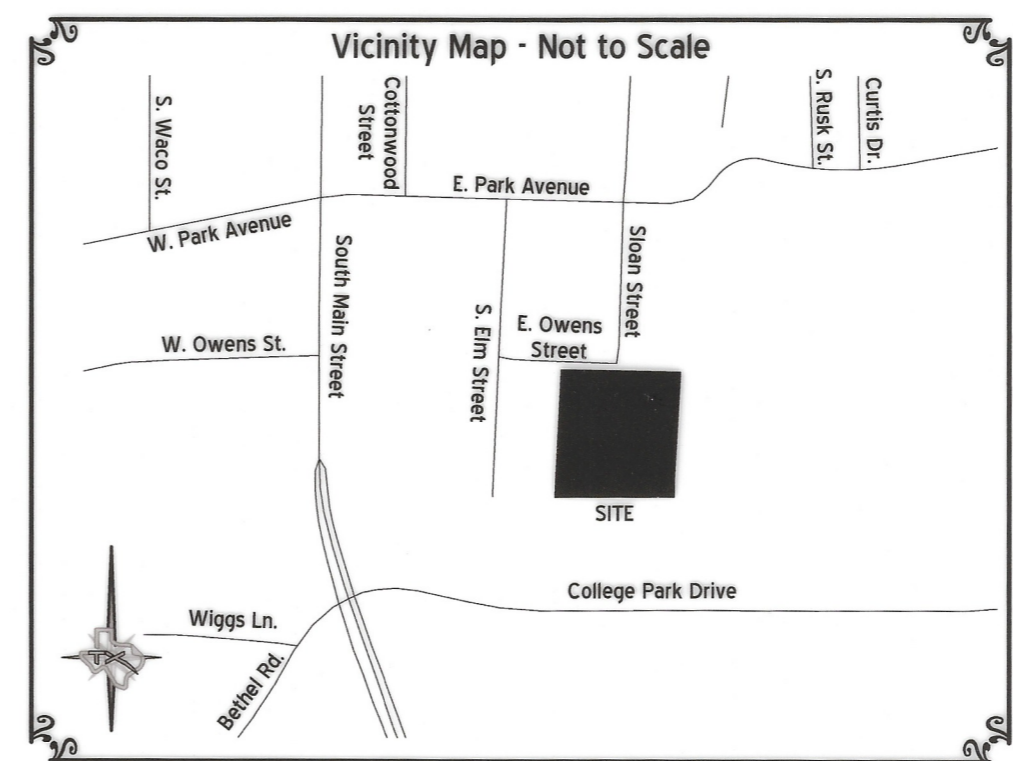 Vicinity Map - Not to Scale
S. Waco St.
Cottonwood
Street
S. Rusk St.
Curtis Dr.
E. Park Avenue
W. Park Avenue
South Main Street
Sloan Street
S. Elm Street
E. Owens
Street
W. Owens St.
SITE
College Park Drive
Wiggs Ln.
TX
Bethel Rd.